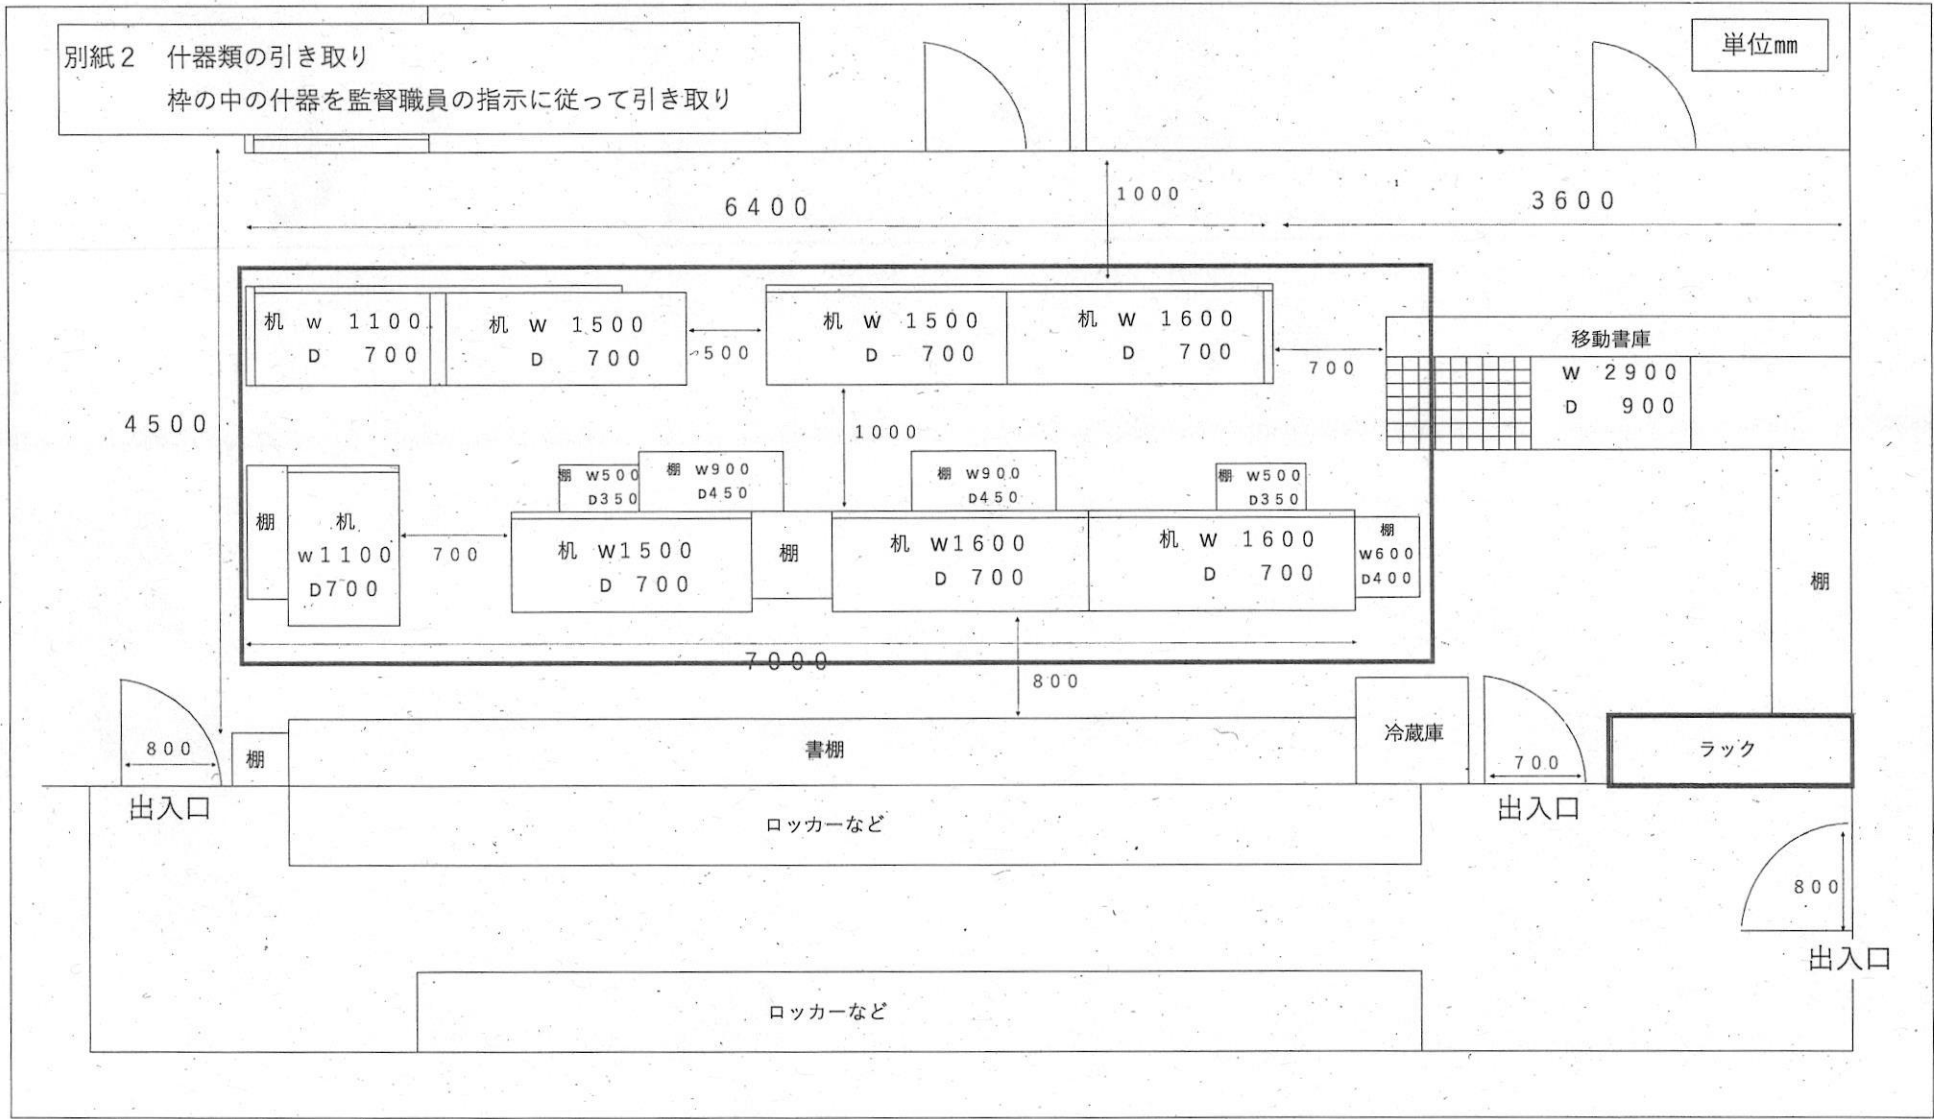 別紙2　什器類の引き取り
枠の中の什器を監督職員の指示に従って引き取り
単位㎜
6400
1000
3600
机 W 1100
D 700
机 W 1500
D 700
500
机 W 1500
D 700
机 W 1600
D 700
700
移動書庫
W 2900
D 900
4500
1000
棚 W500
D350
棚 W900
D450
棚 W900
D450
棚 W500
D350
棚
机
W1100
D700
700
机 W1500
D 700
棚
机 W1600
D 700
机 W 1600
D 700
棚
W600
D400
棚
7000
800
800
棚
書棚
冷蔵庫
700
ラック
出入口
ロッカーなど
出入口
800
出入口
ロッカーなど